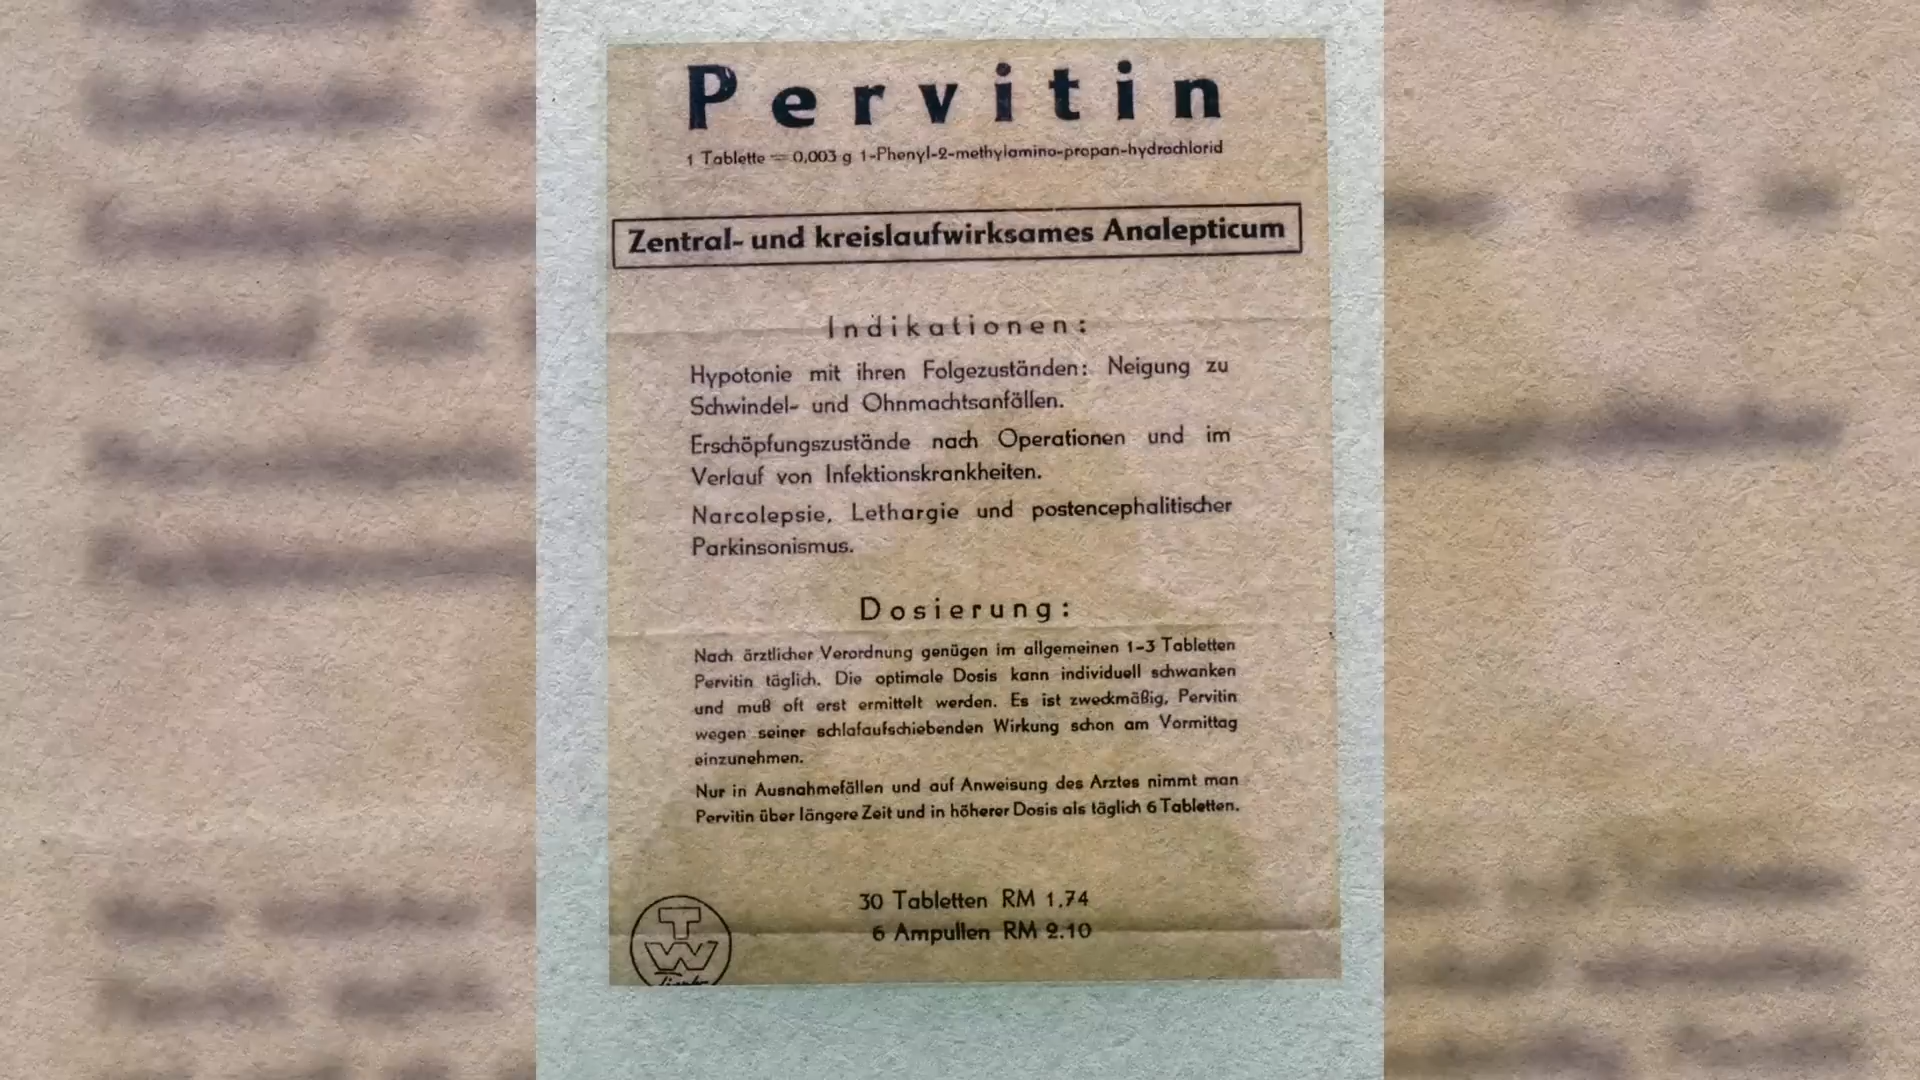 Pervitin
1 Tablette = 0,003 g 1-Phenyl-2-methylamino-propan-hydrochlorid
Zentral- und kreislaufwirksames Analepticum
Indikationen:
Hypotonie mit ihren Folgezuständen: Neigung zu
Schwindel- und Ohnmachtsanfällen.
Erschöpfungszustände nach Operationen und im
Verlauf von Infektionskrankheiten.
Narcolepsie, Lethargie und postencephalitischer
Parkinsonismus.
Dosierung:
Nach ärztlicher Verordnung genügen im allgemeinen 1-3 Tabletten
Pervitin täglich. Die optimale Dosis kann individuell schwanken
und muß oft erst ermittelt werden. Es ist zweckmäßig, Pervitin
wegen seiner schlafaufschiebenden Wirkung schon am Vormittag
einzunehmen.
Nur in Ausnahmefällen und auf Anweisung des Arztes nimmt man
Pervitin über längere Zeit und in höherer Dosis als täglich 6 Tabletten.
30 Tabletten RM 1.74
6 Ampullen RM 2.10
TW